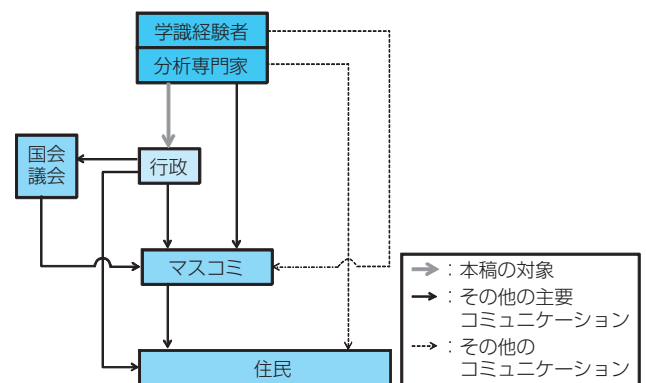 学識経験者
分析専門家
国会
議会
行政
マスコミ
住民
：本稿の対象
：その他の主要
コミュニケーション
：その他の
コミュニケーション